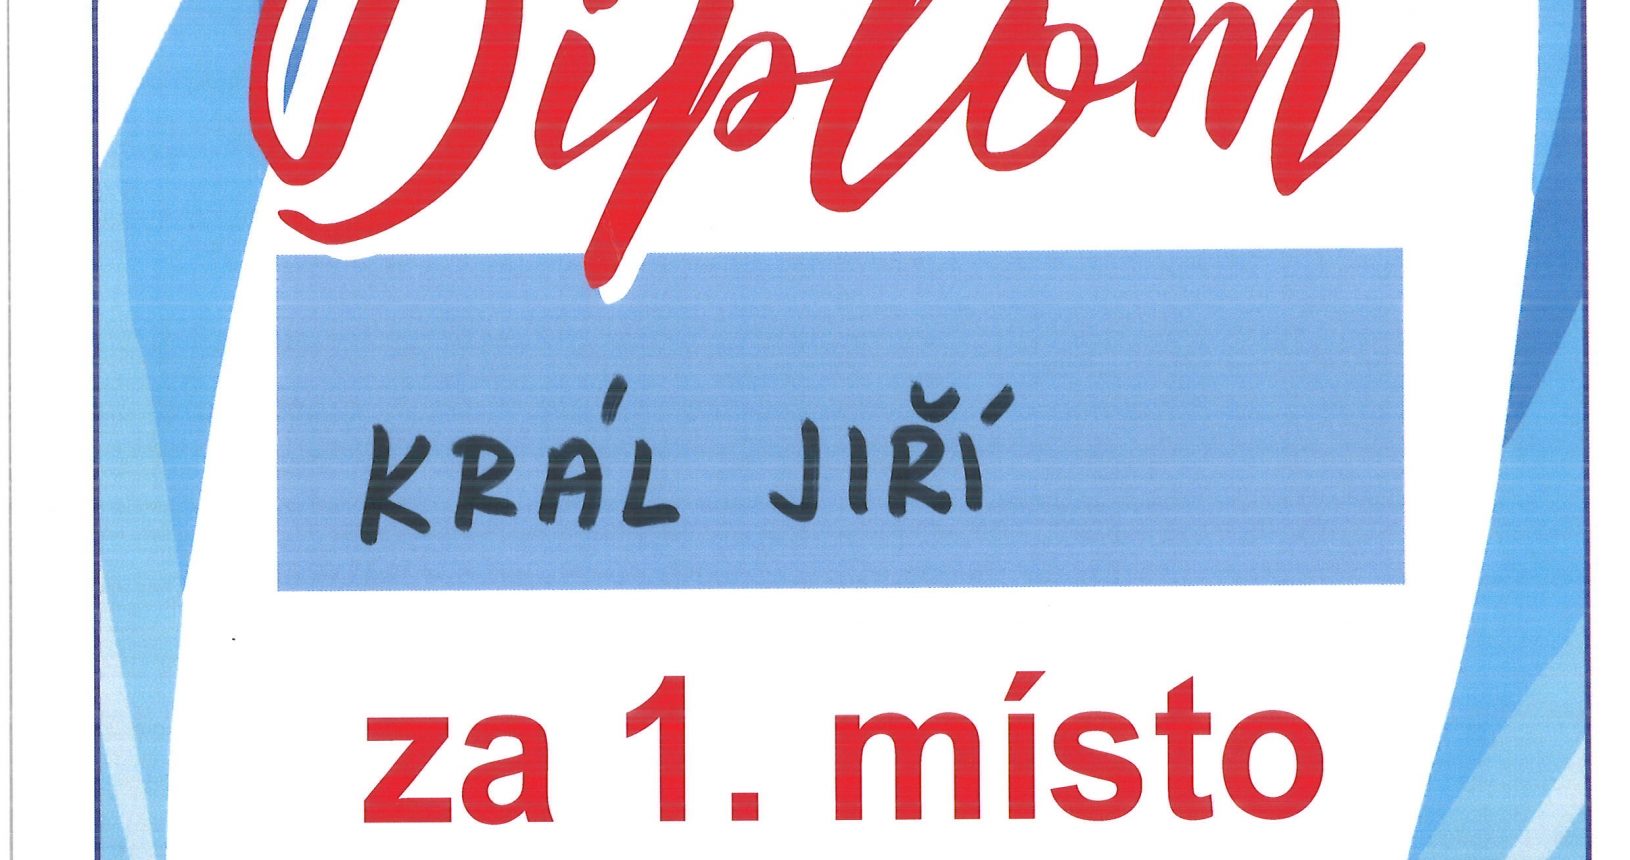 Diplom
KRÁL JIŘÍ
za 1. místo